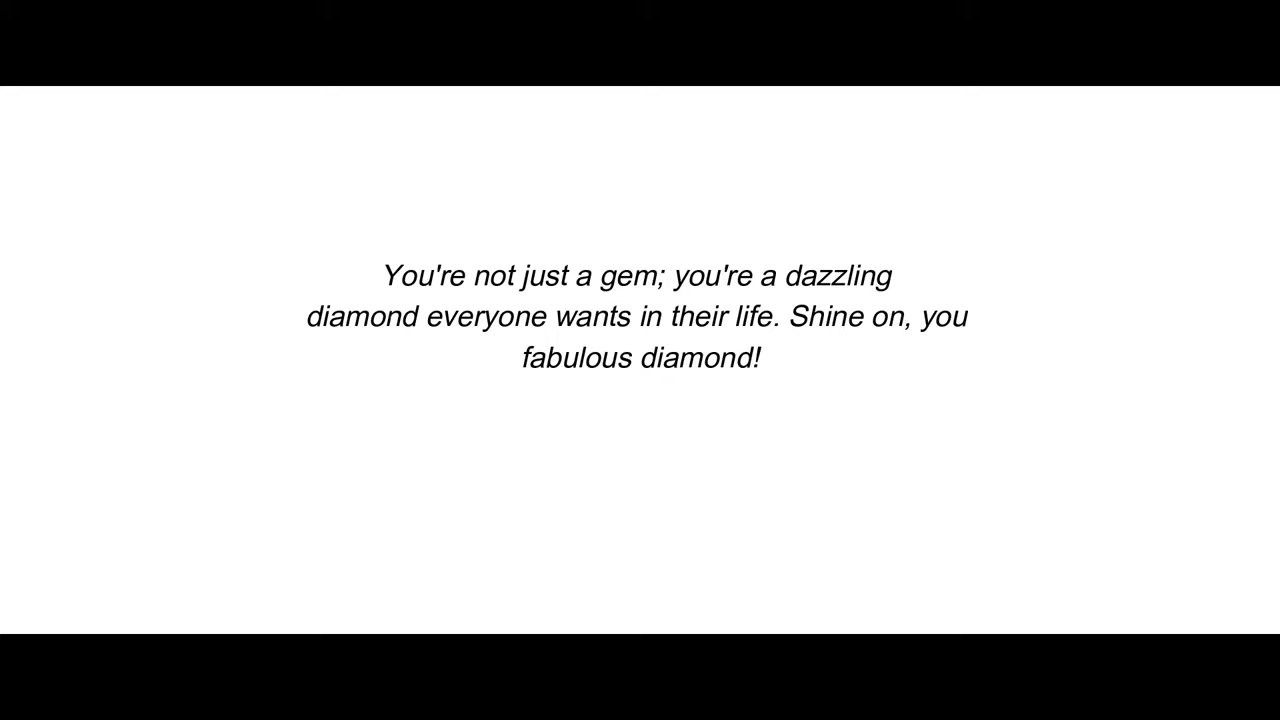 You're not just a gem; you're a dazzling
diamond everyone wants in their life. Shine on, you
fabulous diamond!